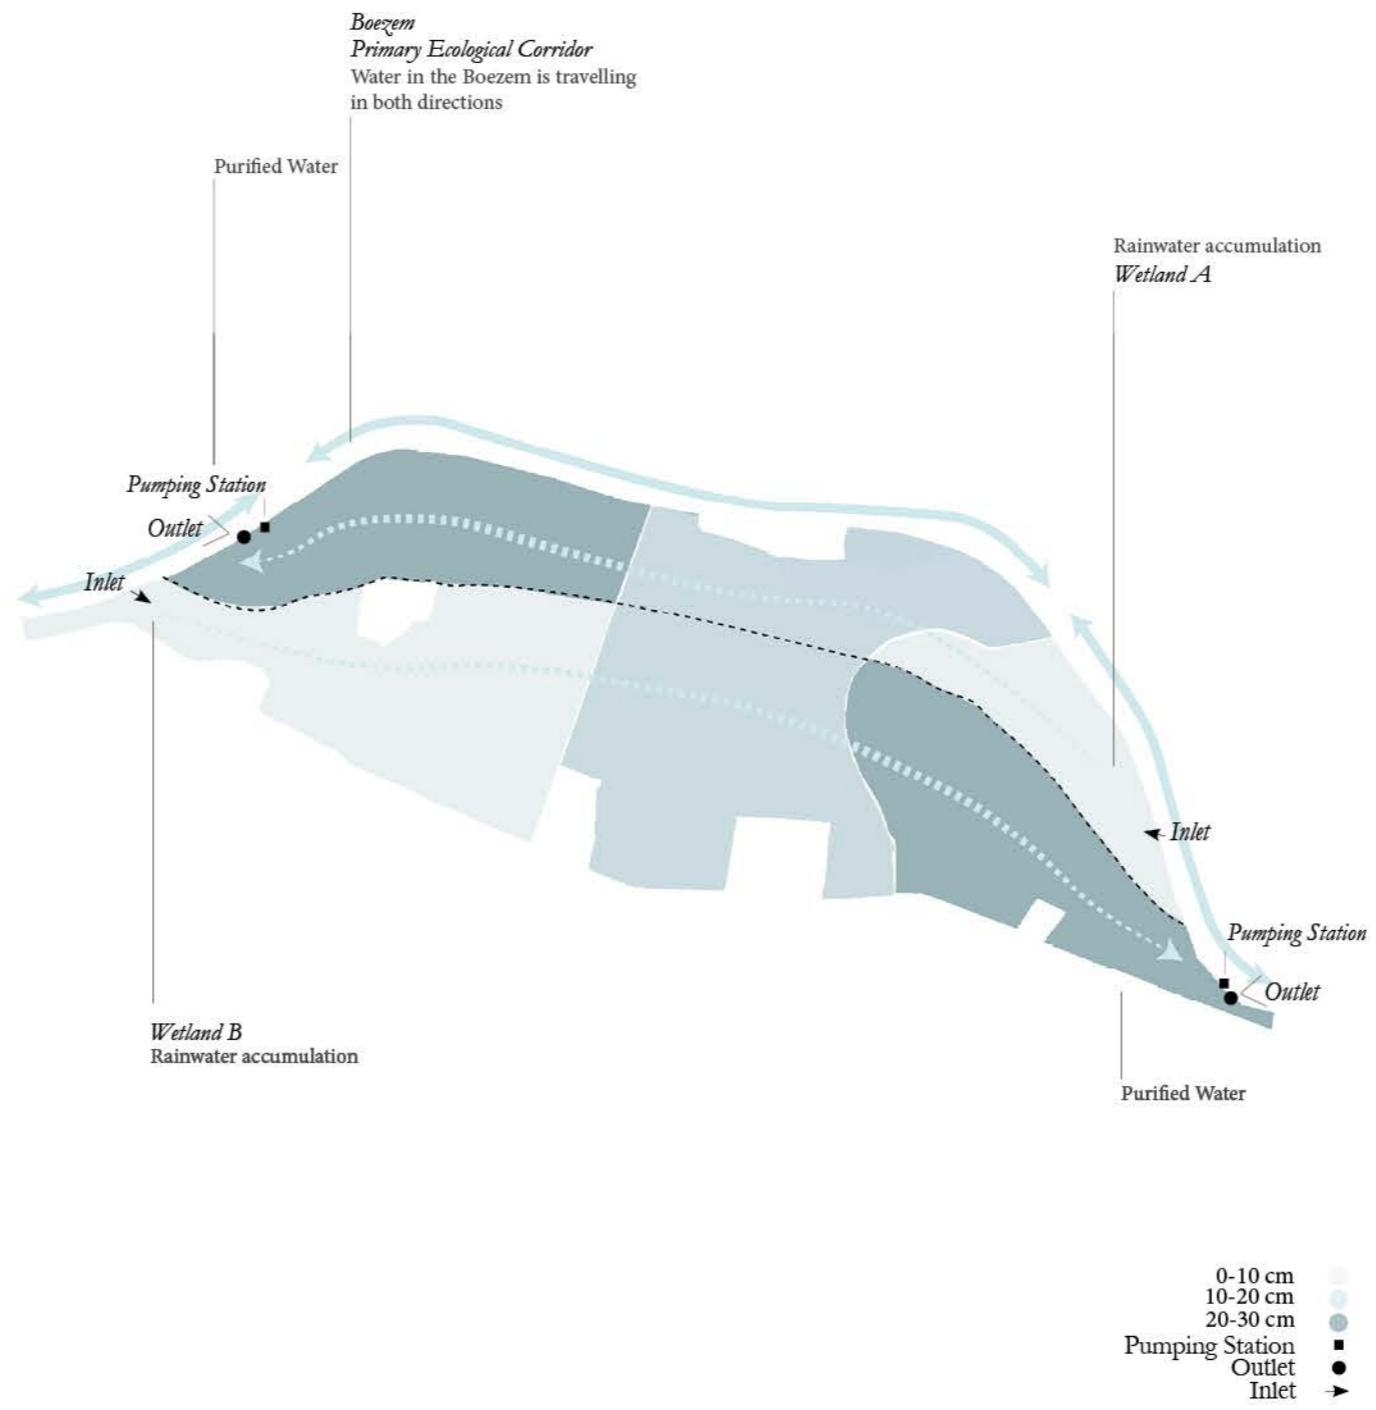 Boezem
Primary Ecological Corridor
Water in the Boezem is travelling
in both directions
Purified Water
Rainwater accumulation
Wetland A
Pumping Station
Outlet
Inlet
Inlet
Pumping Station
Outlet
Wetland B
Rainwater accumulation
Purified Water
0-10 cm
10-20 cm
20-30 cm
Pumping Station
Outlet
Inlet